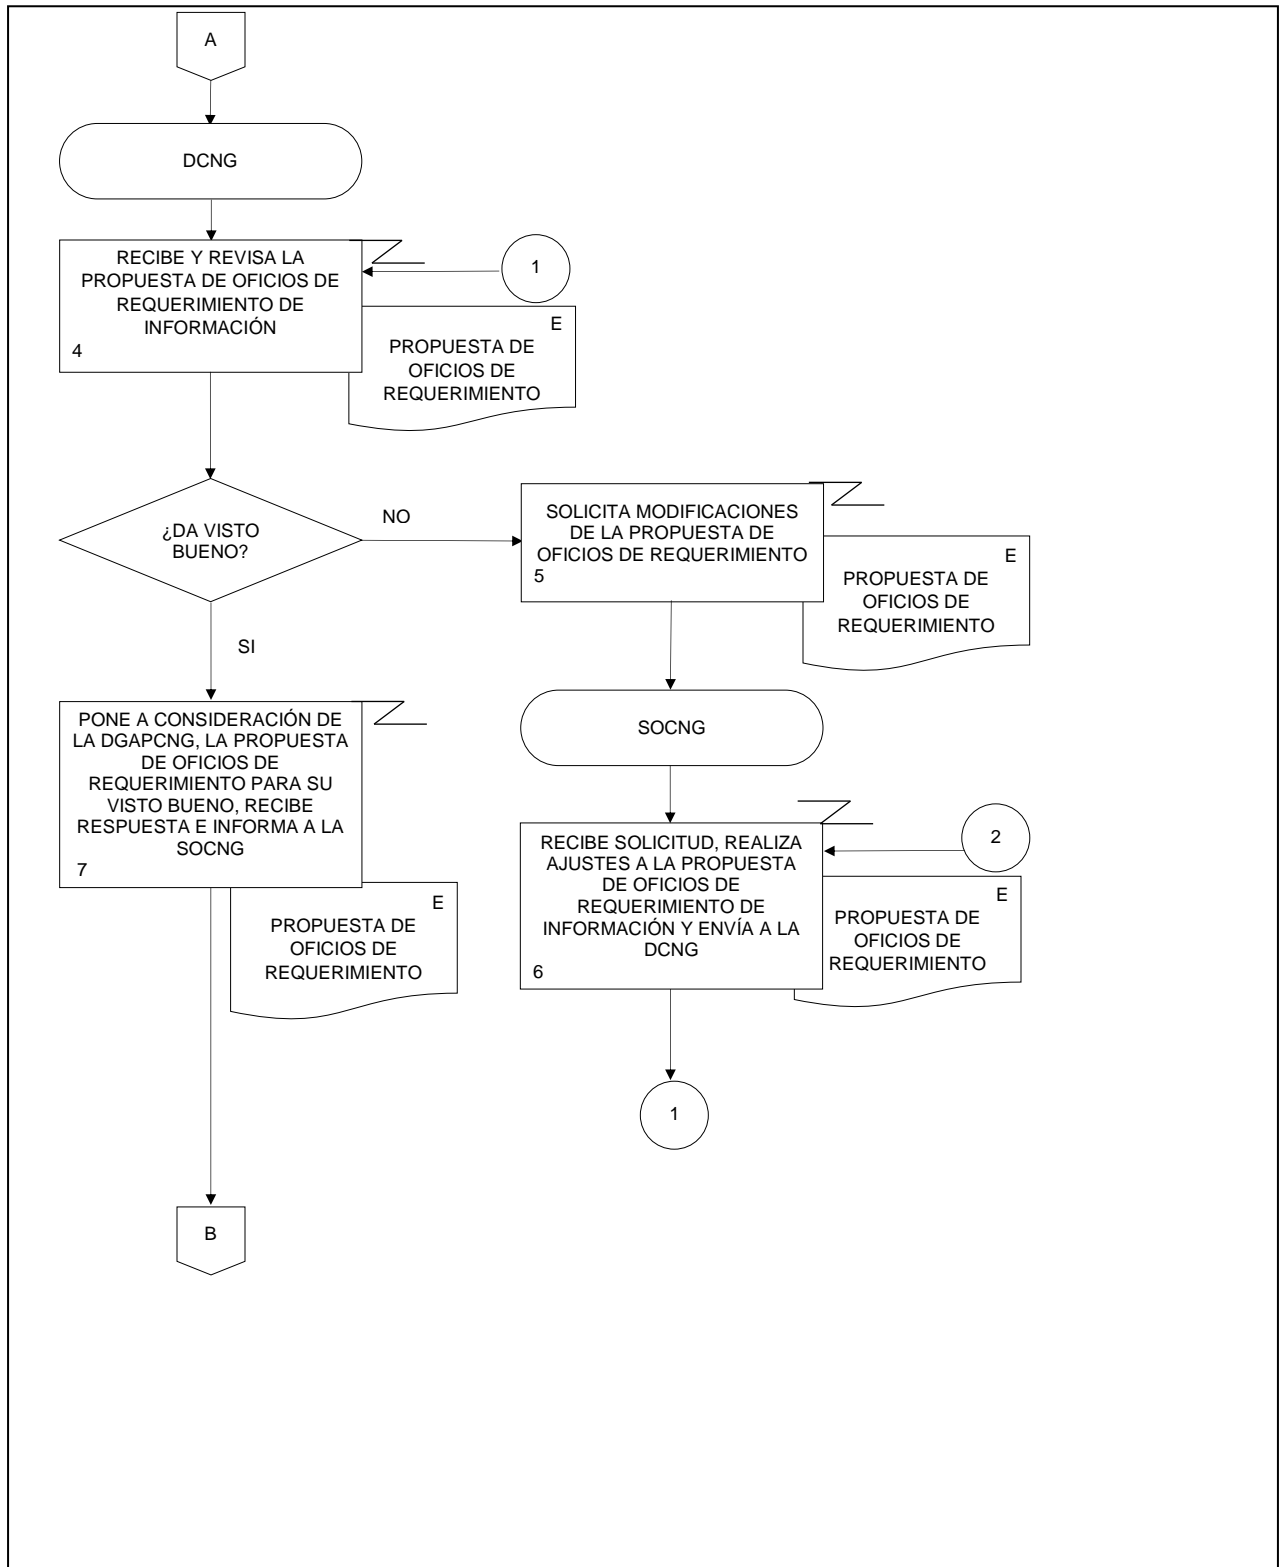 A
DCNG
RECIBE Y REVISA LA
PROPUESTA DE OFICIOS DE
REQUERIMIENTO DE
INFORMACIÓN
4
1
E
PROPUESTA DE
OFICIOS DE
REQUERIMIENTO
¿DA VISTO
BUENO?
NO
SOLICITA MODIFICACIONES
DE LA PROPUESTA DE
OFICIOS DE REQUERIMIENTO
5
E
PROPUESTA DE
OFICIOS DE
REQUERIMIENTO
SI
PONE A CONSIDERACIÓN DE
LA DGAPCNG, LA PROPUESTA
DE OFICIOS DE
REQUERIMIENTO PARA SU
VISTO BUENO, RECIBE
RESPUESTA E INFORMA A LA
SOCNG
7
E
PROPUESTA DE
OFICIOS DE
REQUERIMIENTO
SOCNG
RECIBE SOLICITUD, REALIZA
AJUSTES A LA PROPUESTA
DE OFICIOS DE
REQUERIMIENTO DE
INFORMACIÓN Y ENVÍA A LA
DCNG
6
2
E
PROPUESTA DE
OFICIOS DE
REQUERIMIENTO
1
B